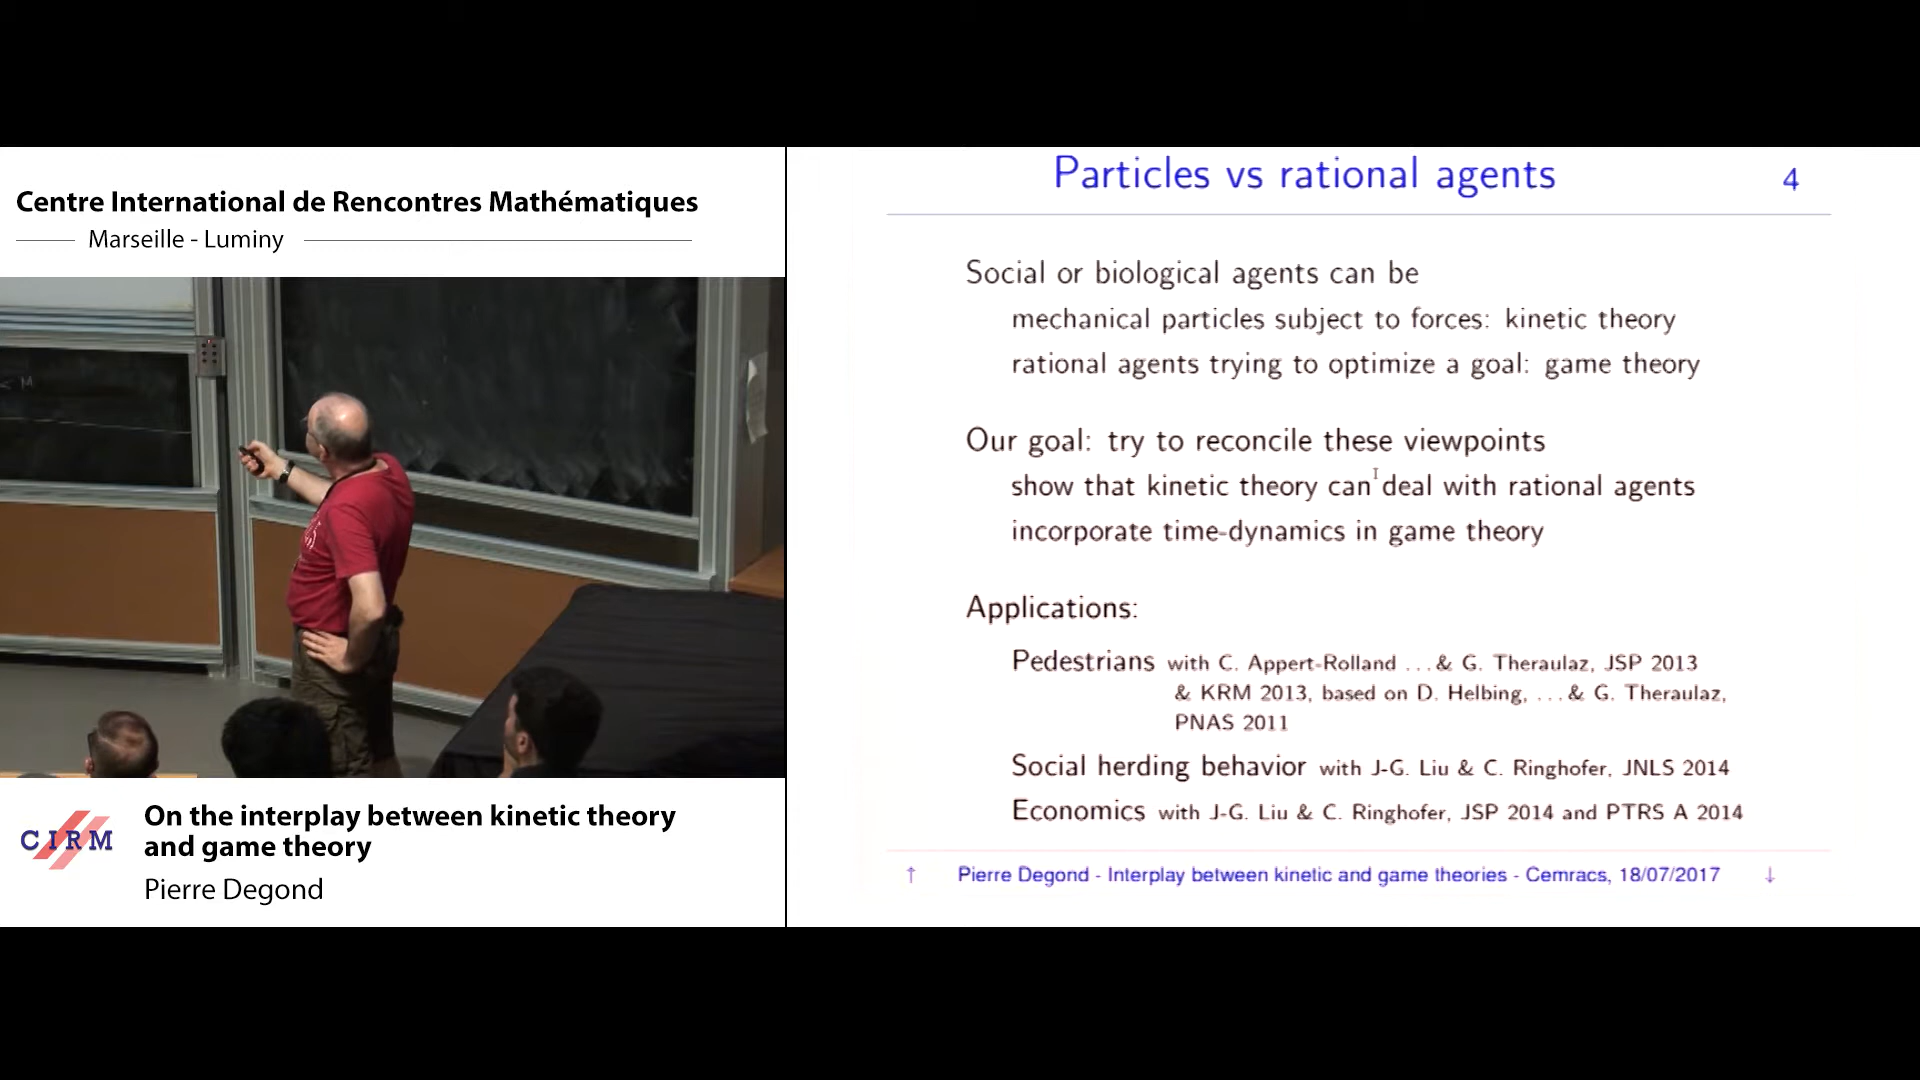 Centre International de Rencontres Mathématiques
Marseille - Luminy
CIRM
On the interplay between kinetic theory
and game theory
Pierre Degond
Particles vs rational agents
4
Social or biological agents can be
mechanical particles subject to forces: kinetic theory
rational agents trying to optimize a goal: game theory
Our goal: try to reconcile these viewpoints
show that kinetic theory can deal with rational agents
incorporate time-dynamics in game theory
Applications:
Pedestrians with C. Appert-Rolland ...& G. Theraulaz, JSP 2013
& KRM 2013, based on D. Helbing, ...& G. Theraulaz,
PNAS 2011
Social herding behavior with J-G. Liu & C. Ringhofer, JNLS 2014
Economics with J-G. Liu & C. Ringhofer, JSP 2014 and PTRS A 2014
↑ Pierre Degond - Interplay between kinetic and game theories - Cemracs, 18/07/2017 ↓